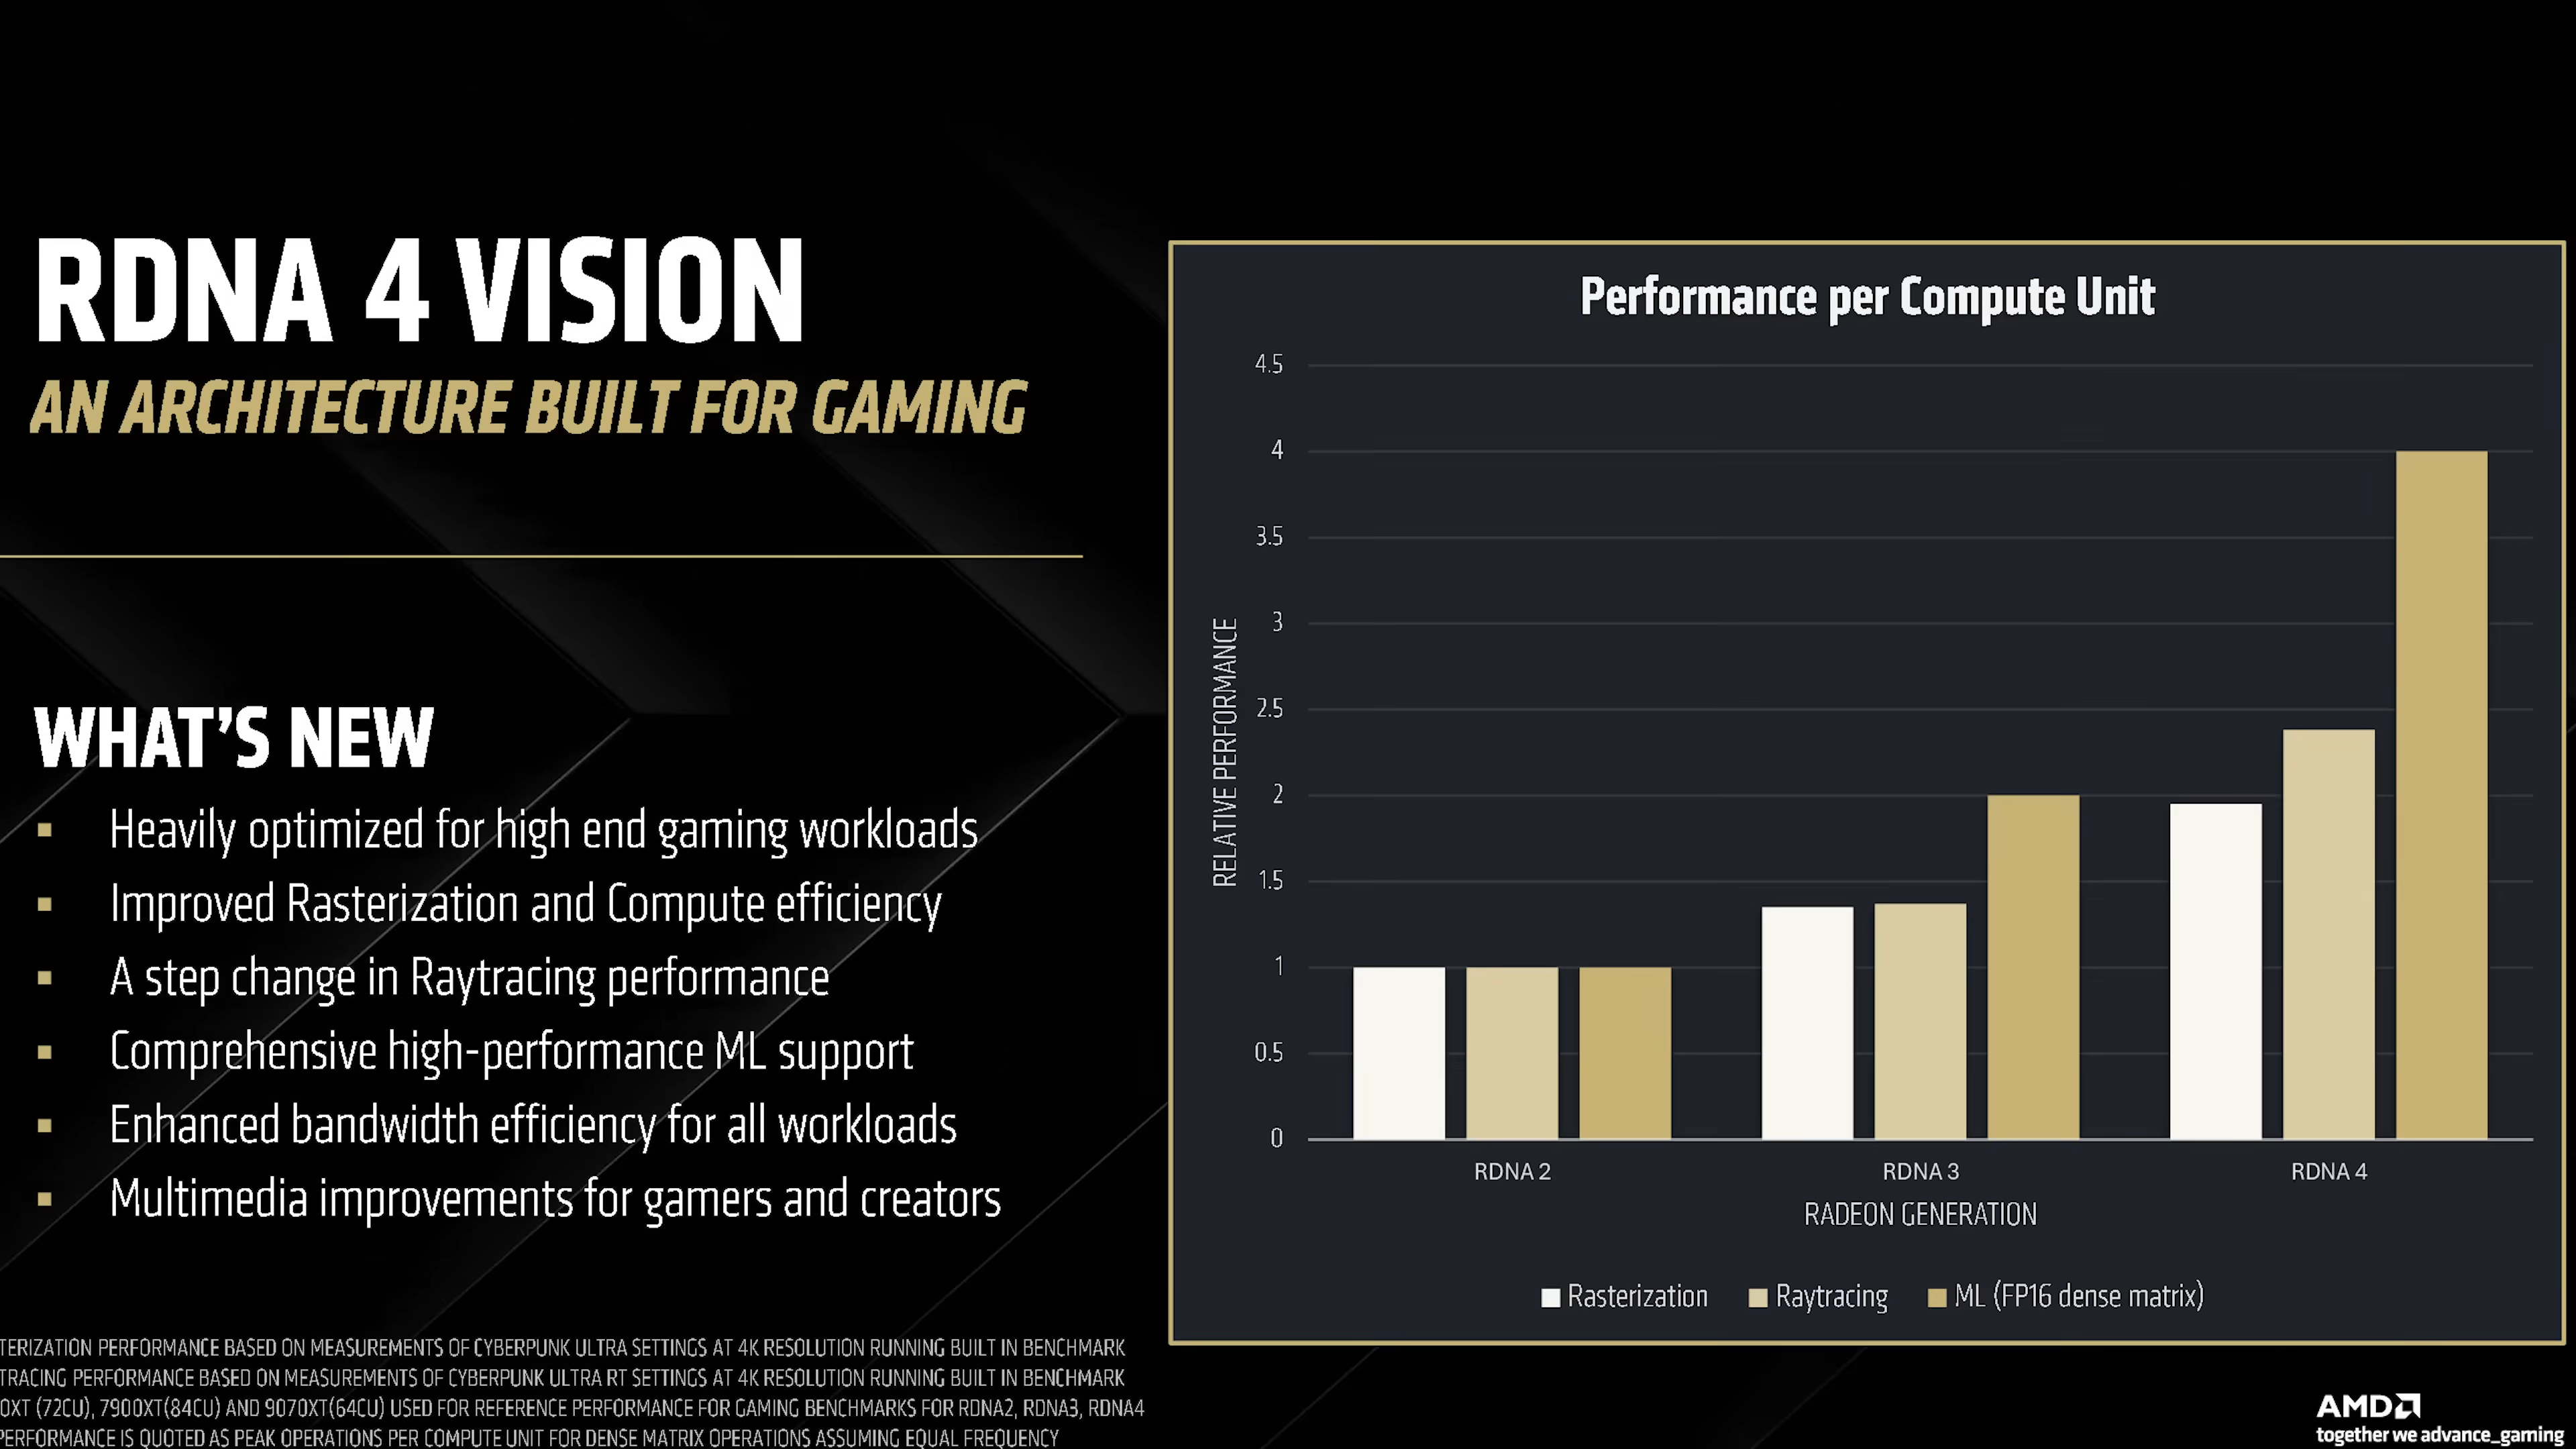 RDNA 4 VISION
AN ARCHITECTURE BUILT FOR GAMING
WHAT'S NEW
▪ Heavily optimized for high end gaming workloads
▪ Improved Rasterization and Compute efficiency
▪ A step change in Raytracing performance
▪ Comprehensive high-performance ML support
▪ Enhanced bandwidth efficiency for all workloads
▪ Multimedia improvements for gamers and creators
TERIZATION PERFORMANCE BASED ON MEASUREMENTS OF CYBERPUNK ULTRA SETTINGS AT 4K RESOLUTION RUNNING BUILT IN BENCHMARK
TRACING PERFORMANCE BASED ON MEASUREMENTS OF CYBERPUNK ULTRA RT SETTINGS AT 4K RESOLUTION RUNNING BUILT IN BENCHMARK
0XT (72CU), 7900XT(84CU) AND 9070XT(64CU) USED FOR REFERENCE PERFORMANCE FOR GAMING BENCHMARKS FOR RDNA2, RDNA3, RDNA4
PERFORMANCE IS QUOTED AS PEAK OPERATIONS PER COMPUTE UNIT FOR DENSE MATRIX OPERATIONS ASSUMING EQUAL FREQUENCY
Performance per Compute Unit
RELATIVE PERFORMANCE
4.5
4
3.5
3
2.5
2
1.5
1
0.5
0
RDNA 2 RDNA 3 RDNA 4
RADEON GENERATION
Rasterization Raytracing ML (FP16 dense matrix)
AMD
together we advance_gaming